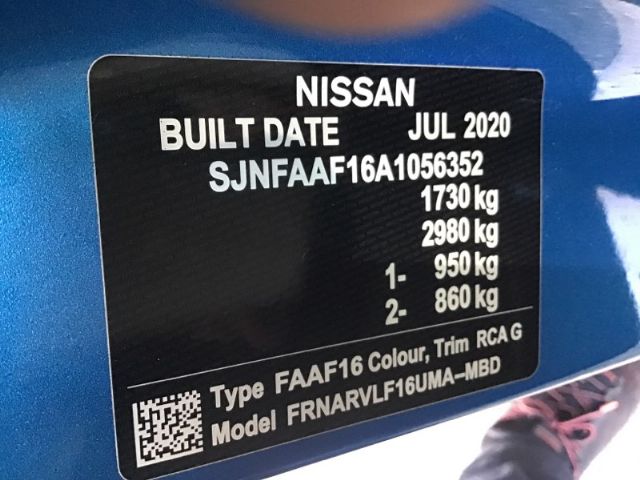 NISSAN
BUILT DATE JUL 2020
SJNFAAF16A1056352
1730 kg
2980 kg
1- 950 kg
2- 860 kg
Type FAAF16 Colour, Trim RCA G
Model FRNARVLF16UMA-MBD